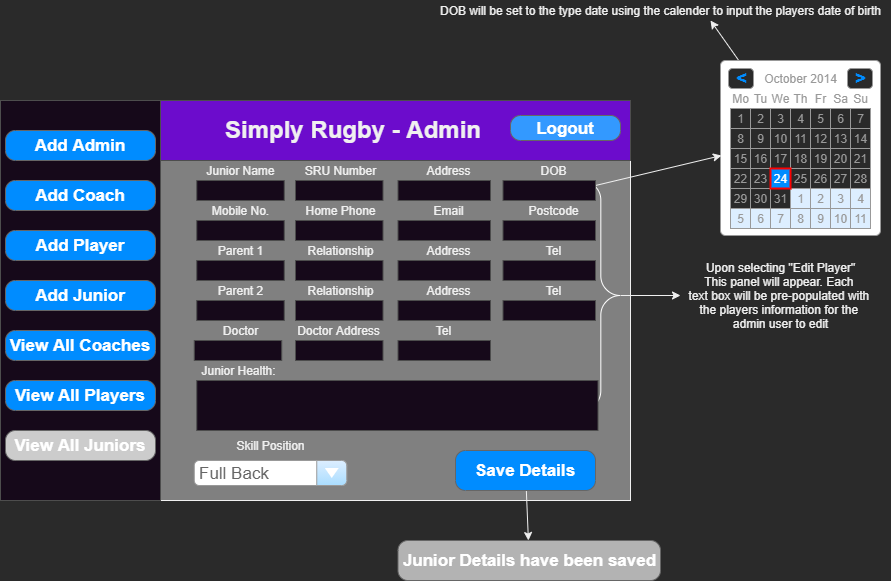 DOB will be set to the type date using the calender to input the players date of birth
< October 2014 >
Mo Tu We Th Fr Sa Su
1 2 3 4 5 6 7
8 9 10 11 12 13 14
15 16 17 18 19 20 21
22 23 24 25 26 27 28
29 30 31 1 2 3 4
5 6 7 8 9 10 11
Simply Rugby - Admin
Logout
Add Admin
Add Coach
Add Player
Add Junior
View All Coaches
View All Players
View All Juniors
Junior Name SRU Number Address DOB
Mobile No. Home Phone Email Postcode
Parent 1 Relationship Address Tel
Parent 2 Relationship Address Tel
Doctor Doctor Address Tel
Junior Health:
Skill Position
Full Back
Save Details
Upon selecting "Edit Player"
This panel will appear. Each
text box will be pre-populated with
the players information for the
admin user to edit
Junior Details have been saved